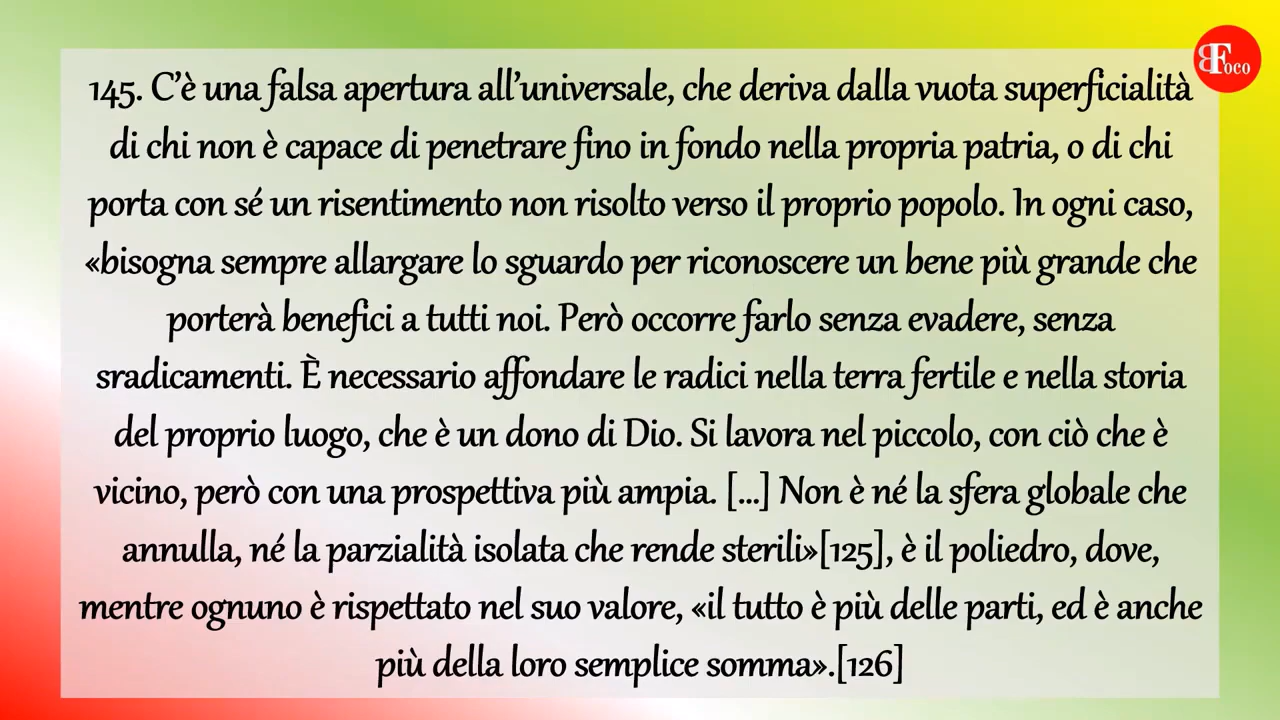 BFoco
145. C’è una falsa apertura all’universale, che deriva dalla vuota superficialità
di chi non è capace di penetrare fino in fondo nella propria patria, o di chi
porta con sé un risentimento non risolto verso il proprio popolo. In ogni caso,
«bisogna sempre allargare lo sguardo per riconoscere un bene più grande che
porterà benefici a tutti noi. Però occorre farlo senza evadere, senza
sradicamenti. È necessario affondare le radici nella terra fertile e nella storia
del proprio luogo, che è un dono di Dio. Si lavora nel piccolo, con ciò che è
vicino, però con una prospettiva più ampia. [...] Non è né la sfera globale che
annulla, né la parzialità isolata che rende sterili»[125], è il poliedro, dove,
mentre ognuno è rispettato nel suo valore, «il tutto è più delle parti, ed è anche
più della loro semplice somma».[126]